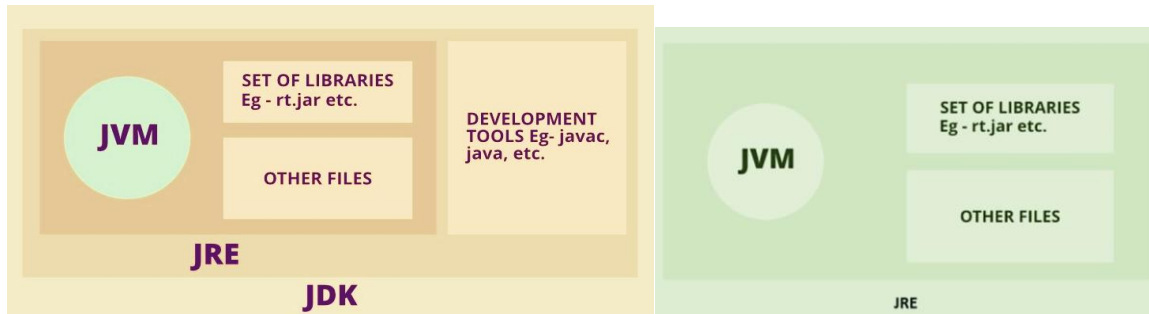 JVM
SET OF LIBRARIES
Eg - rt.jar etc.
OTHER FILES
DEVELOPMENT
TOOLS Eg- javac,
java, etc.
JRE
JDK
JVM
SET OF LIBRARIES
Eg - rt.jar etc.
OTHER FILES
JRE